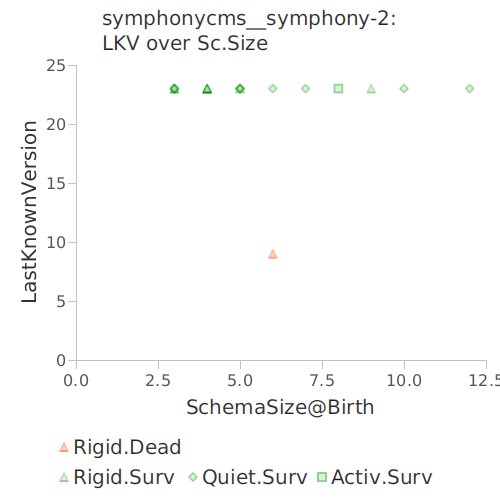 symphonycms__symphony-2:
LKV over Sc.Size
LastKnownVersion
25
20
15
10
5
0
0.0 2.5 5.0 7.5 10.0 12.5
SchemaSize@Birth
Rigid.Dead
Rigid.Surv Quiet.Surv Activ.Surv